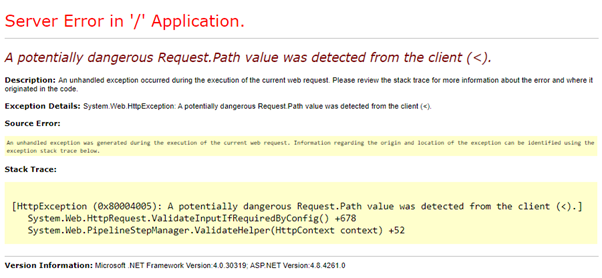 Server Error in '/' Application.
A potentially dangerous Request.Path value was detected from the client (<).
Description: An unhandled exception occurred during the execution of the current web request. Please review the stack trace for more information about the error and where it
originated in the code.
Exception Details: System.Web.HttpException: A potentially dangerous Request.Path value was detected from the client (<).
Source Error:
An unhandled exception was generated during the execution of the current web request. Information regarding the origin and location of the exception can be identified using the
exception stack trace below.
Stack Trace:
[HttpException (0x80004005): A potentially dangerous Request.Path value was detected from the client (<).]
System.Web.HttpRequest.ValidateInputIfRequiredByConfig() +678
System.Web.PipelineStepManager.ValidateHelper(HttpContext context) +52
Version Information: Microsoft .NET Framework Version:4.0.30319; ASP.NET Version:4.8.4261.0